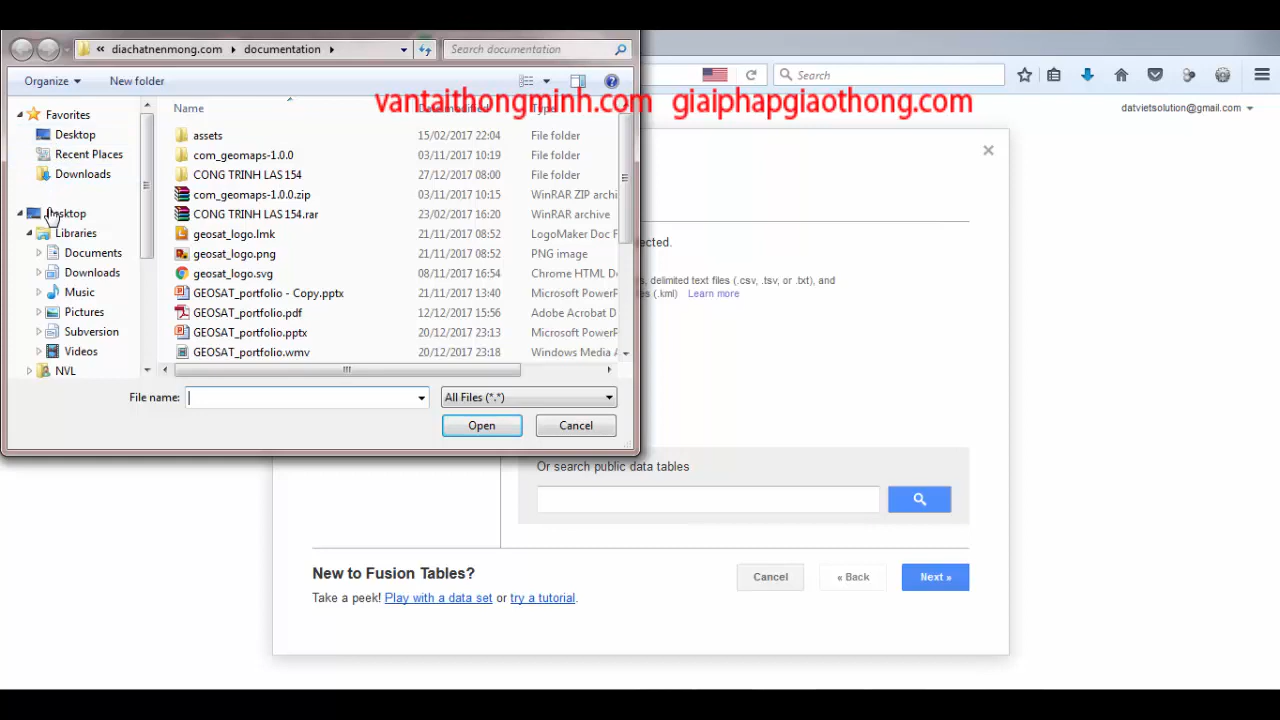 « diachatnenmong.com documentation Search documentation
Organize New folder
vantaithongminh.com giaiphapgiaothong.com
Search
datvietsolution@gmail.com
Favorites
Desktop
Recent Places
Downloads
Desktop
Libraries
Documents
Downloads
Music
Pictures
Subversion
Videos
NVL
Name Type
assets 15/02/2017 22:04 File folder
com_geomaps-1.0.0 03/11/2017 10:19 File folder
CONG TRINH LAS 154 27/12/2017 08:00 File folder
com_geomaps-1.0.0.zip 03/11/2017 10:15 WinRAR ZIP archi
CONG TRINH LAS 154.rar 23/02/2017 16:20 WinRAR archive
geosat_logo.lmk 21/11/2017 08:52 LogoMaker Doc F
geosat_logo.png 21/11/2017 08:52 PNG image
geosat_logo.svg 08/11/2017 16:54 Chrome HTML D
GEOSAT_portfolio - Copy.pptx 21/11/2017 13:40 Microsoft PowerP
GEOSAT_portfolio.pdf 12/12/2017 15:56 Adobe Acrobat D
GEOSAT_portfolio.pptx 20/12/2017 23:13 Microsoft PowerP
GEOSAT_portfolio.wmv 20/12/2017 23:18 Windows Media A
File name: All Files (*.*)
Open Cancel
ected.
, delimited text files (.csv, .tsv, or .txt), and
s (.kml) Learn more
Or search public data tables
New to Fusion Tables?
Take a peek! Play with a data set or try a tutorial.
Cancel « Back Next »